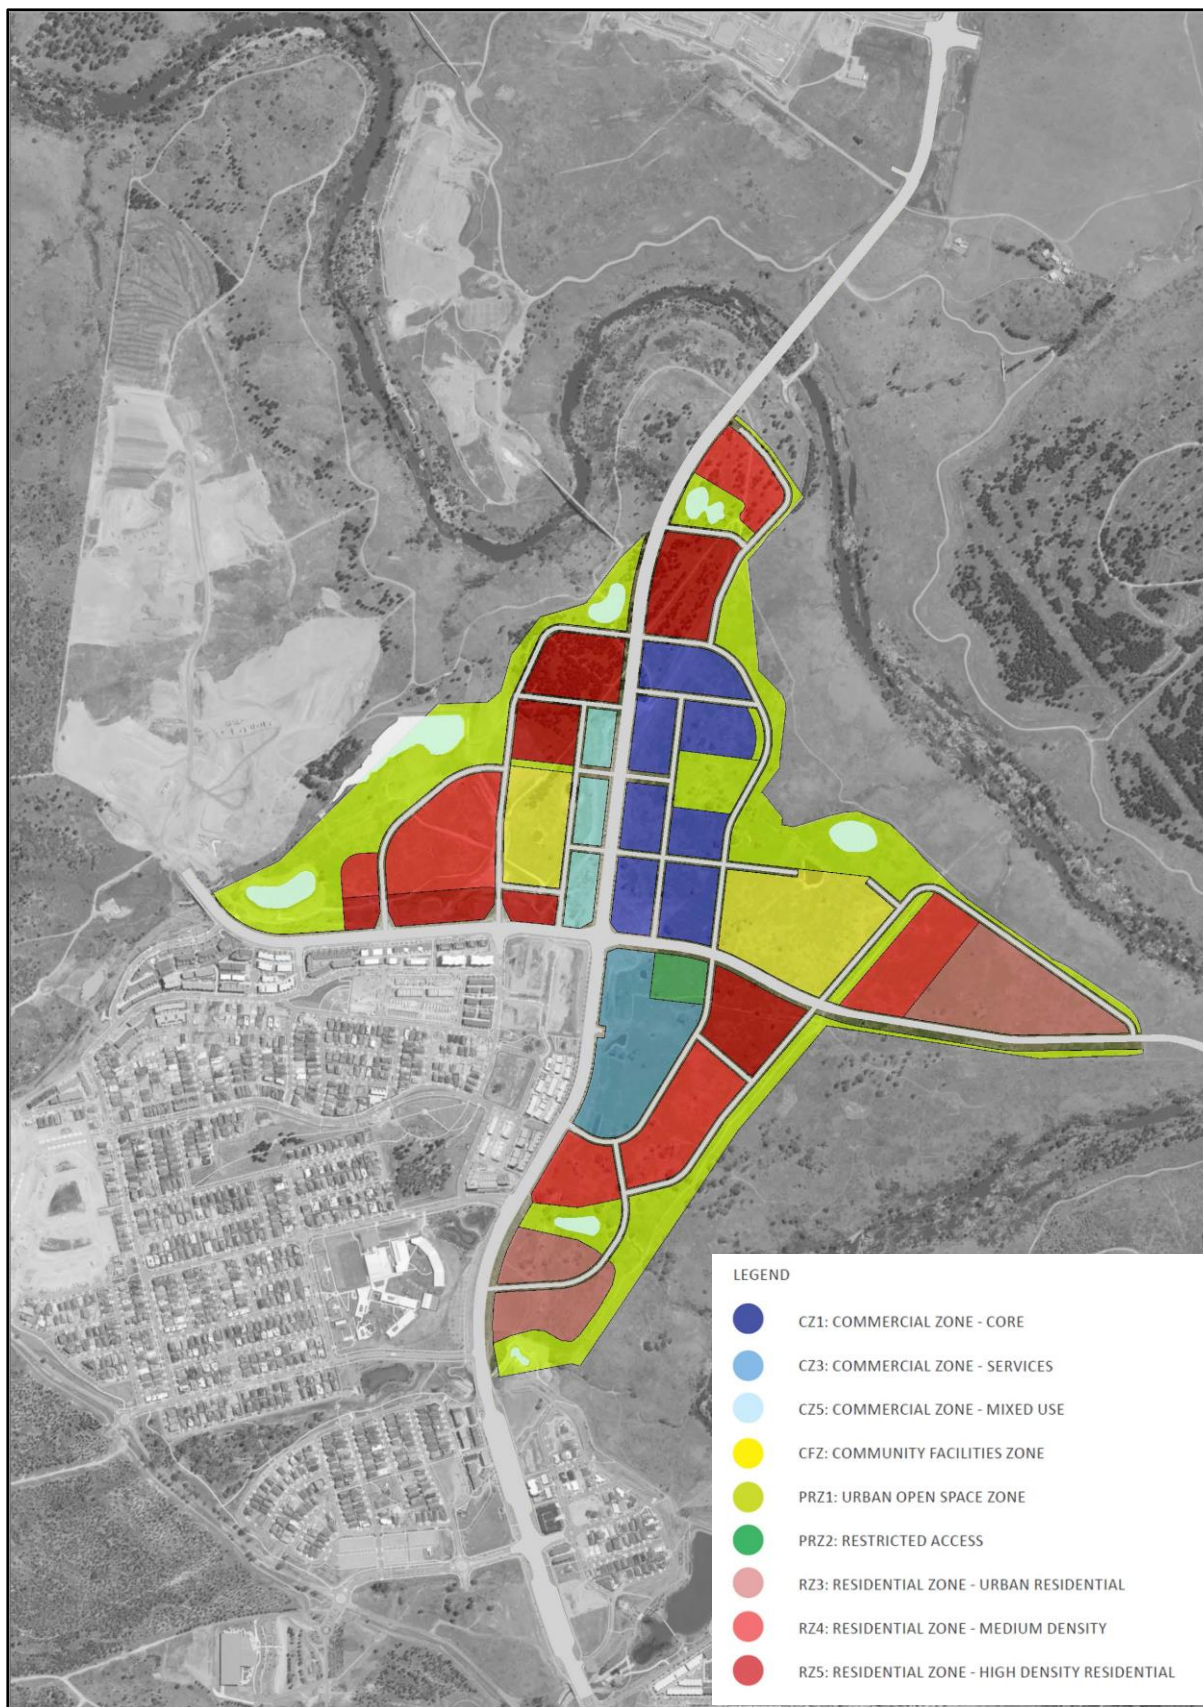 LEGEND
CZ1: COMMERCIAL ZONE - CORE
CZ3: COMMERCIAL ZONE - SERVICES
CZ5: COMMERCIAL ZONE - MIXED USE
CFZ: COMMUNITY FACILITIES ZONE
PRZ1: URBAN OPEN SPACE ZONE
PRZ2: RESTRICTED ACCESS
RZ3: RESIDENTIAL ZONE - URBAN RESIDENTIAL
RZ4: RESIDENTIAL ZONE - MEDIUM DENSITY
RZ5: RESIDENTIAL ZONE - HIGH DENSITY RESIDENTIAL